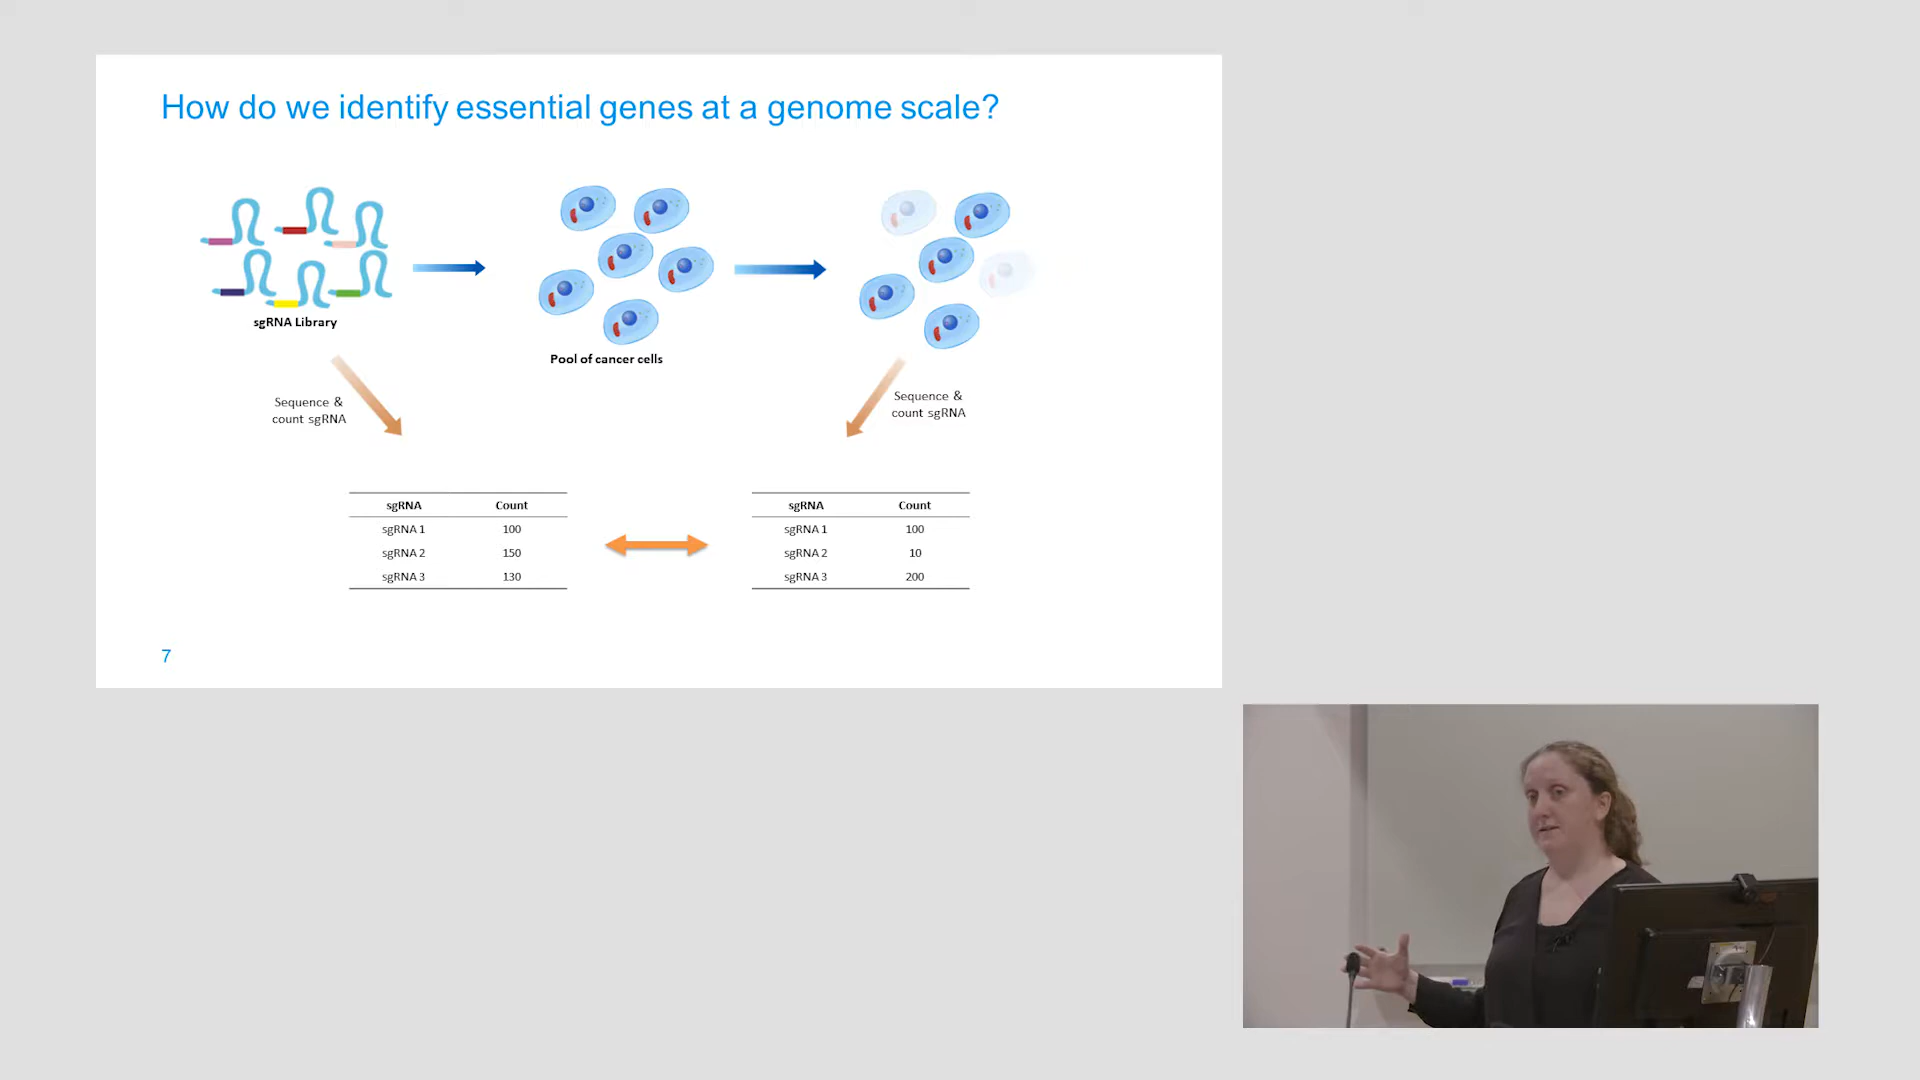 How do we identify essential genes at a genome scale?
sgRNA Library
Pool of cancer cells
Sequence &
count sgRNA
Sequence &
count sgRNA
sgRNA Count
sgRNA 1 100
sgRNA 2 150
sgRNA 3 130
sgRNA Count
sgRNA 1 100
sgRNA 2 10
sgRNA 3 200
7